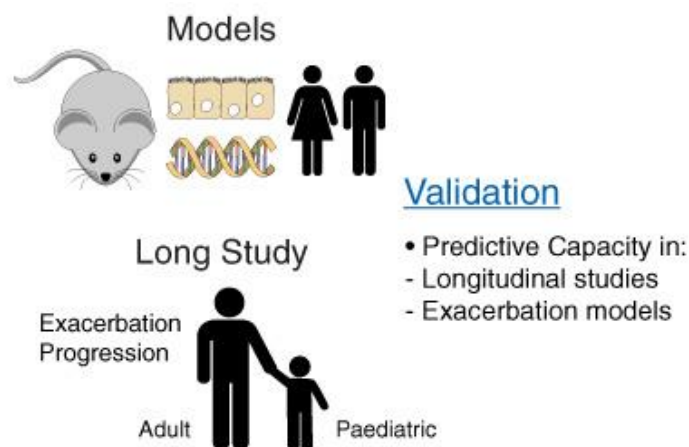 Models
Validation
• Predictive Capacity in:
- Longitudinal studies
- Exacerbation models
Long Study
Exacerbation
Progression
Adult
Paediatric